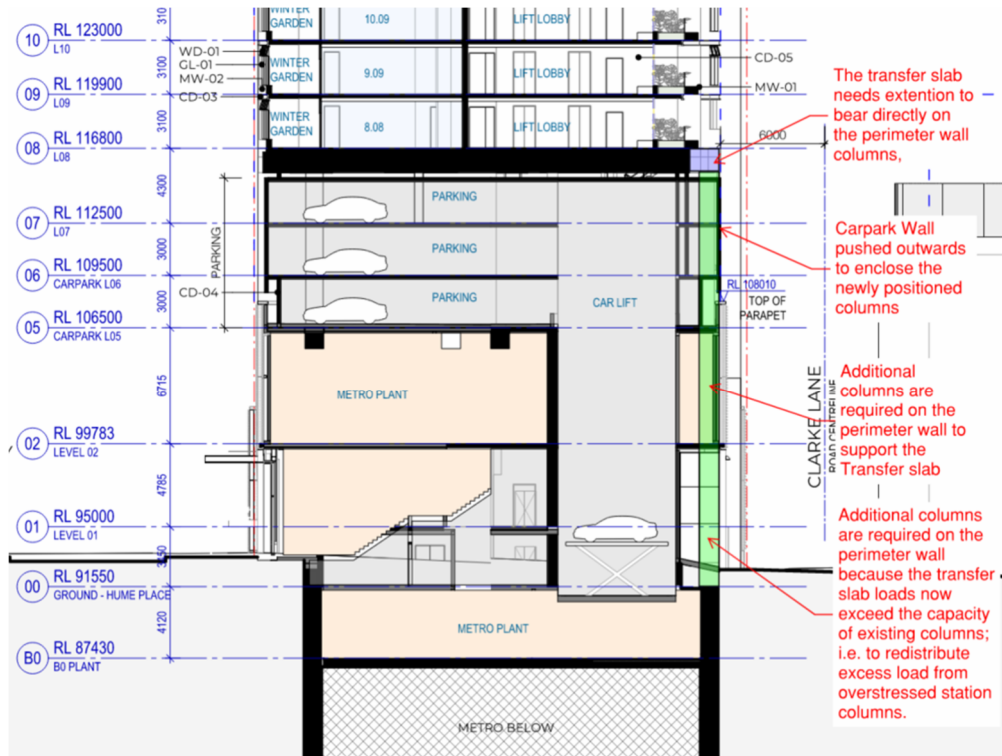 10
RL 123000
L10
310
WINTER
GARDEN
10.09
LIFT LOBBY
WD-01
GL-01
MW-02
CD-03
3100
WINTER
GARDEN
9.09
LIFT LOBBY
CD-05
MW-01
09
RL 119900
L09
3100
WINTER
GARDEN
8.08
LIFT LOBBY
6000
08
RL 116800
L08
4300
PARKING
07
RL 112500
L07
PARKING
3000
PARKING
06
RL 109500
CARPARK L06
CD-04
3000
PARKING
CAR LIFT
RL 108010
TOP OF
PARAPET
05
RL 106500
CARPARK L05
6715
METRO PLANT
02
RL 99783
LEVEL 02
4785
CLARKE LANE
ROAD CENTRELINE
01
RL 95000
LEVEL 01
00
RL 91550
GROUND - HUME PLACE
4120
METRO PLANT
B0
RL 87430
B0 PLANT
METRO BELOW
The transfer slab
needs extention to
bear directly on
the perimeter wall
columns,
Carpark Wall
pushed outwards
to enclose the
newly positioned
columns
Additional
columns are
required on the
perimeter wall to
support the
Transfer slab
Additional columns
are required on the
perimeter wall
because the transfer
slab loads now
exceed the capacity
of existing columns;
i.e. to redistribute
excess load from
overstressed station
columns.